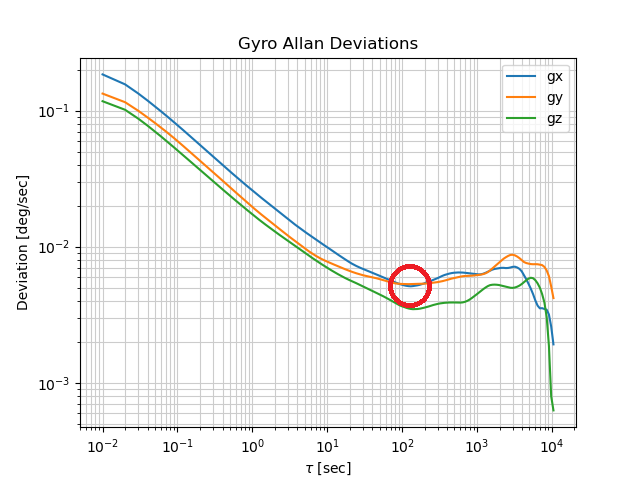 Gyro Allan Deviations
gx
gy
gz
10⁻¹
10⁻²
10⁻³
Deviation [deg/sec]
10⁻² 10⁻¹ 10⁰ 10¹ 10² 10³ 10⁴
τ [sec]